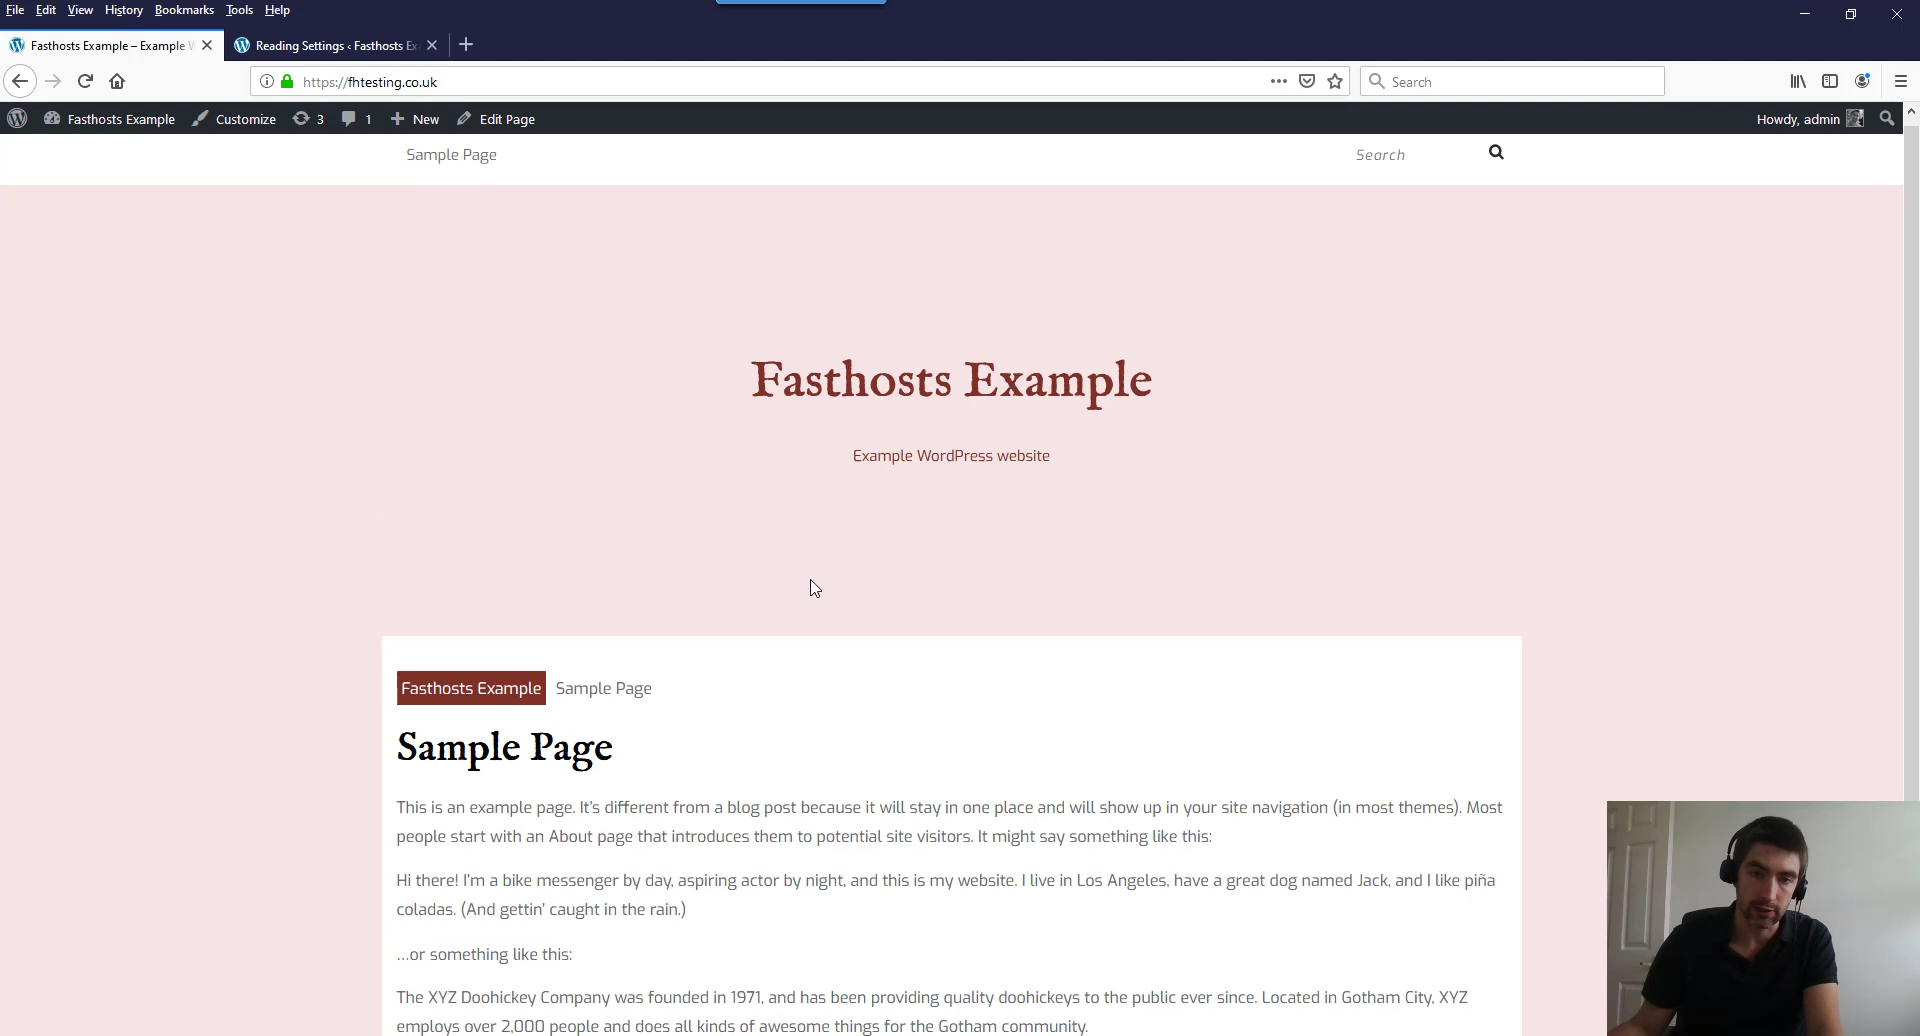 File Edit View History Bookmarks Tools Help
Fasthosts Example – Example Reading Settings ‹ Fasthosts Ex
https://fhtesting.co.uk Search
Fasthosts Example Customize 3 1 New Edit Page Howdy, admin
Sample Page Search
Fasthosts Example
Example WordPress website
Fasthosts Example Sample Page
Sample Page
This is an example page. It's different from a blog post because it will stay in one place and will show up in your site navigation (in most themes). Most
people start with an About page that introduces them to potential site visitors. It might say something like this:
Hi there! I'm a bike messenger by day, aspiring actor by night, and this is my website. I live in Los Angeles, have a great dog named Jack, and I like piña
coladas. (And gettin' caught in the rain.)
…or something like this:
The XYZ Doohickey Company was founded in 1971, and has been providing quality doohickeys to the public ever since. Located in Gotham City, XYZ
employs over 2,000 people and does all kinds of awesome things for the Gotham community.